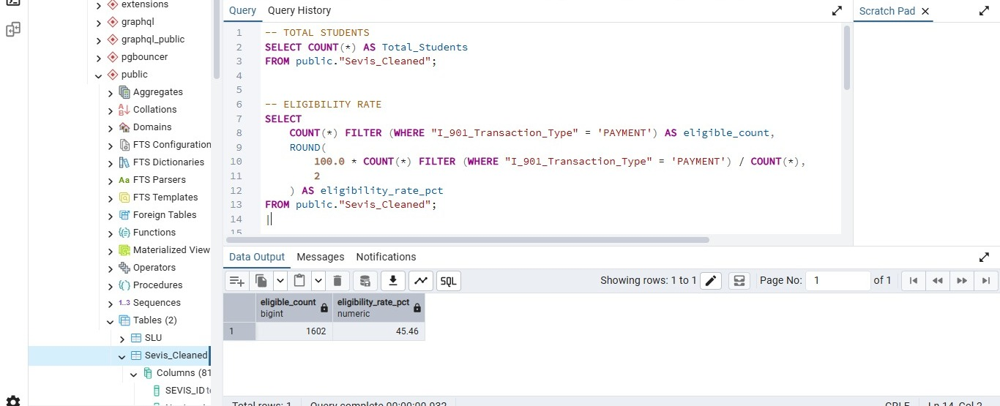 Query Query History Scratch Pad
extensions
graphql
graphql_public
pgbouncer
public
Aggregates
Collations
Domains
FTS Configuration
FTS Dictionaries
FTS Parsers
FTS Templates
Foreign Tables
Functions
Materialized View
Operators
Procedures
1..3 Sequences
Tables (2)
SLU
Sevis_Cleaned
Columns (81
SEVIS_ID
1 -- TOTAL STUDENTS
2 SELECT COUNT(*) AS Total_Students
3 FROM public."Sevis_Cleaned";
4
5
6 -- ELIGIBILITY RATE
7 SELECT
8 COUNT(*) FILTER (WHERE "I_901_Transaction_Type" = 'PAYMENT') AS eligible_count,
9 ROUND(
10 100.0 * COUNT(*) FILTER (WHERE "I_901_Transaction_Type" = 'PAYMENT') / COUNT(*),
11 2
12 ) AS eligibility_rate_pct
13 FROM public."Sevis_Cleaned";
14
15
Data Output Messages Notifications
SQL Showing rows: 1 to 1 Page No: 1 of 1
eligible_count eligibility_rate_pct
bigint numeric
1 1602 45.46
Total rows: 1 Query complete 00:00:00.032 CRLF Ln 14, Col 2